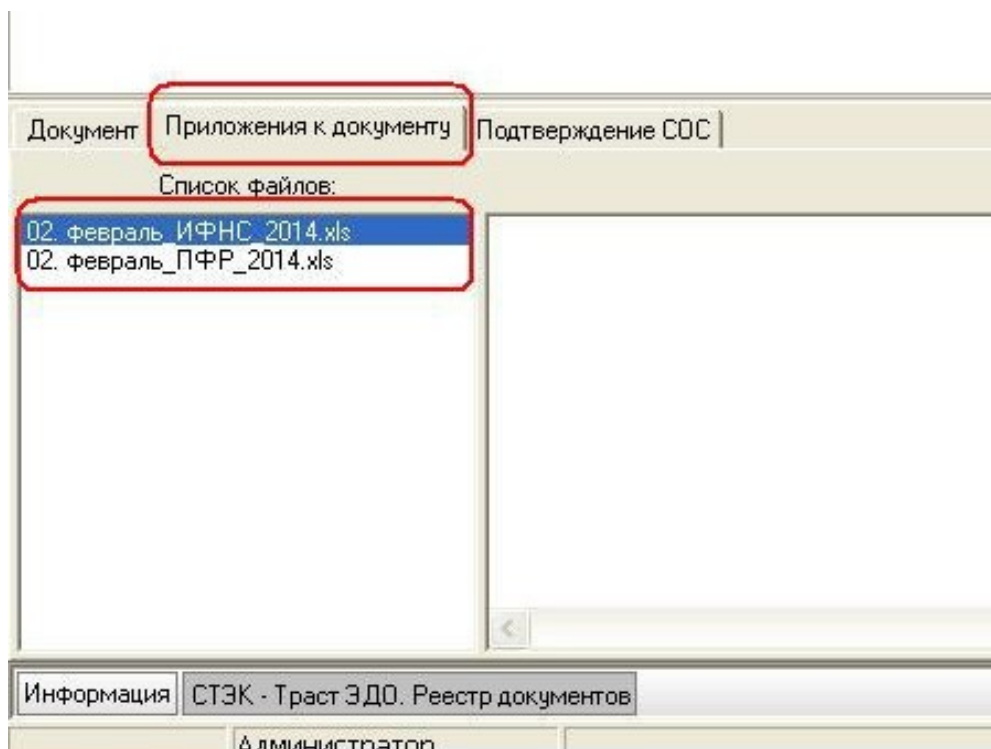 Документ Приложения к документу Подтверждение СОС
Список файлов:
02. февраль_ИФНС_2014.xls
02. февраль_ПФР_2014.xls
Информация СТЭК - Траст ЭДО. Реестр документов
Администратор